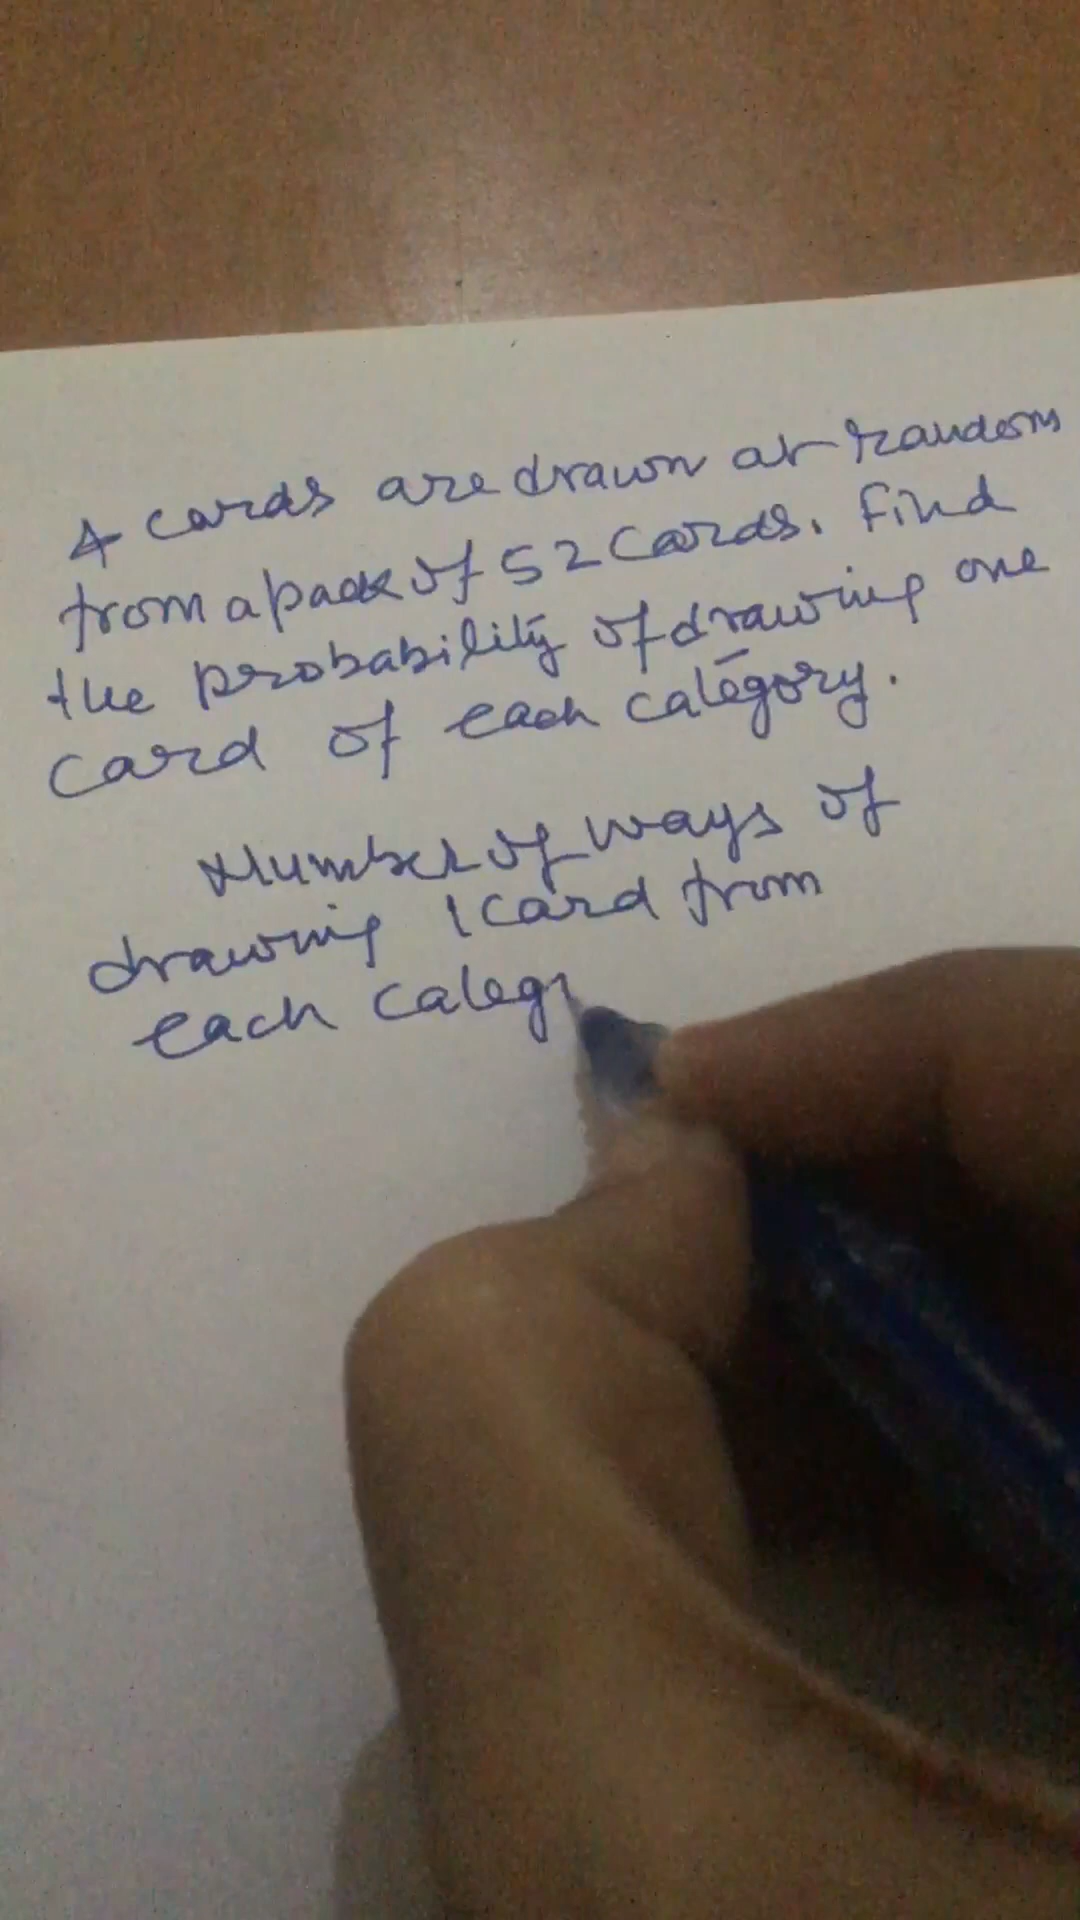 4 cards are drawn at random
from a pack of 52 cards. Find
the probability of drawing one
card of each category.
Number of ways of
drawing 1 card from
each categ